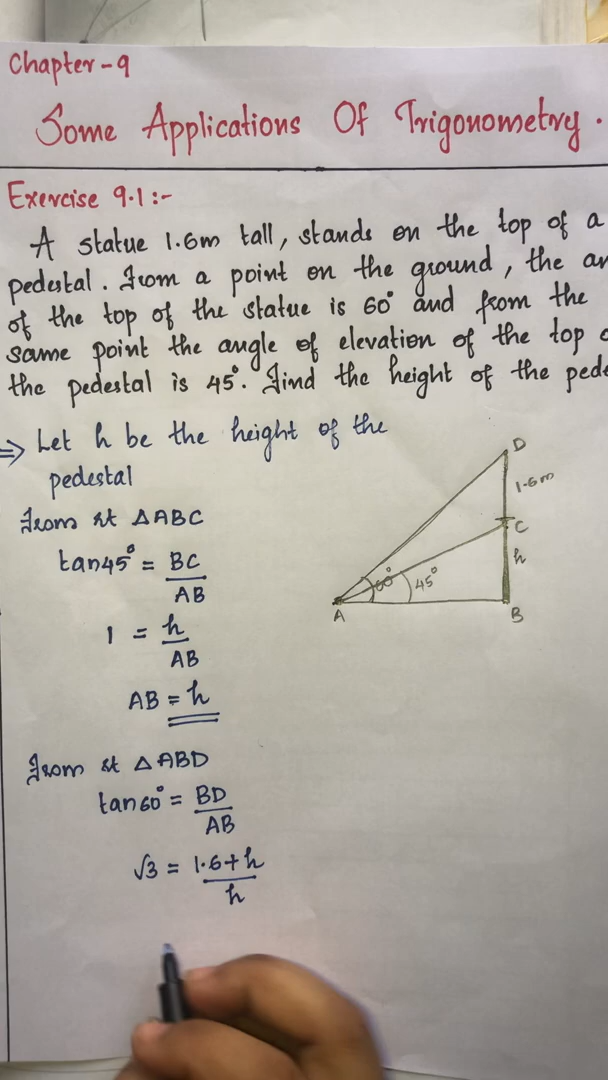 Chapter-9
Some Applications Of Trigonometry.
Exercise 9.1:-
A statue 1.6m tall, stands on the top of a
pedestal. From a point on the ground, the an
of the top of the statue is 60° and from the
same point the angle of elevation of the top o
the pedestal is 45°. Find the height of the pede
⇒ Let h be the height of the
pedestal
From rt △ABC
tan45° = BC
AB
1 = h
AB
AB = h
From rt △ABD
tan60° = BD
AB
√3 = 1.6+h
h
D
1.6m
C
h
60°
45°
A
B